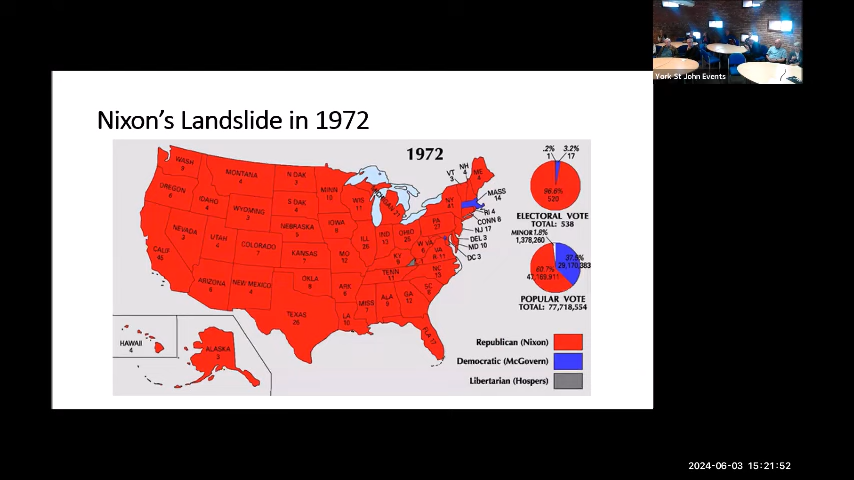 York St John Events
Nixon's Landslide in 1972
1972
WASH
9
OREGON
6
CALIF
45
NEVADA
3
IDAHO
4
MONTANA
4
WYOMING
3
UTAH
4
COLORADO
7
ARIZONA
6
NEW MEXICO
4
N DAK
3
S DAK
4
NEBRASKA
5
KANSAS
7
OKLA
8
TEXAS
26
MINN
10
IOWA
8
MO
12
ARK
6
LA
10
WIS
11
ILL
26
MICHIGAN 21
IND
13
OHIO
25
KY
9
TENN
11
MISS
7
ALA
9
GA
12
FLA 17
SC
8
NC
13
VA
R. 11
L. 1
W VA
6
PA
27
NY
41
VT
3
NH
4
ME
4
MASS
14
RI 4
CONN 8
NJ 17
DEL 3
MD 10
DC 3
HAWAII
4
ALASKA
3
.2%
1
3.2%
17
96.6%
520
ELECTORAL VOTE
TOTAL: 538
MINOR 1.8%
1,378,260
37.5%
29,170,383
60.7%
47,169,911
POPULAR VOTE
TOTAL: 77,718,554
Republican (Nixon)
Democratic (McGovern)
Libertarian (Hospers)
2024-06-03 15:21:52